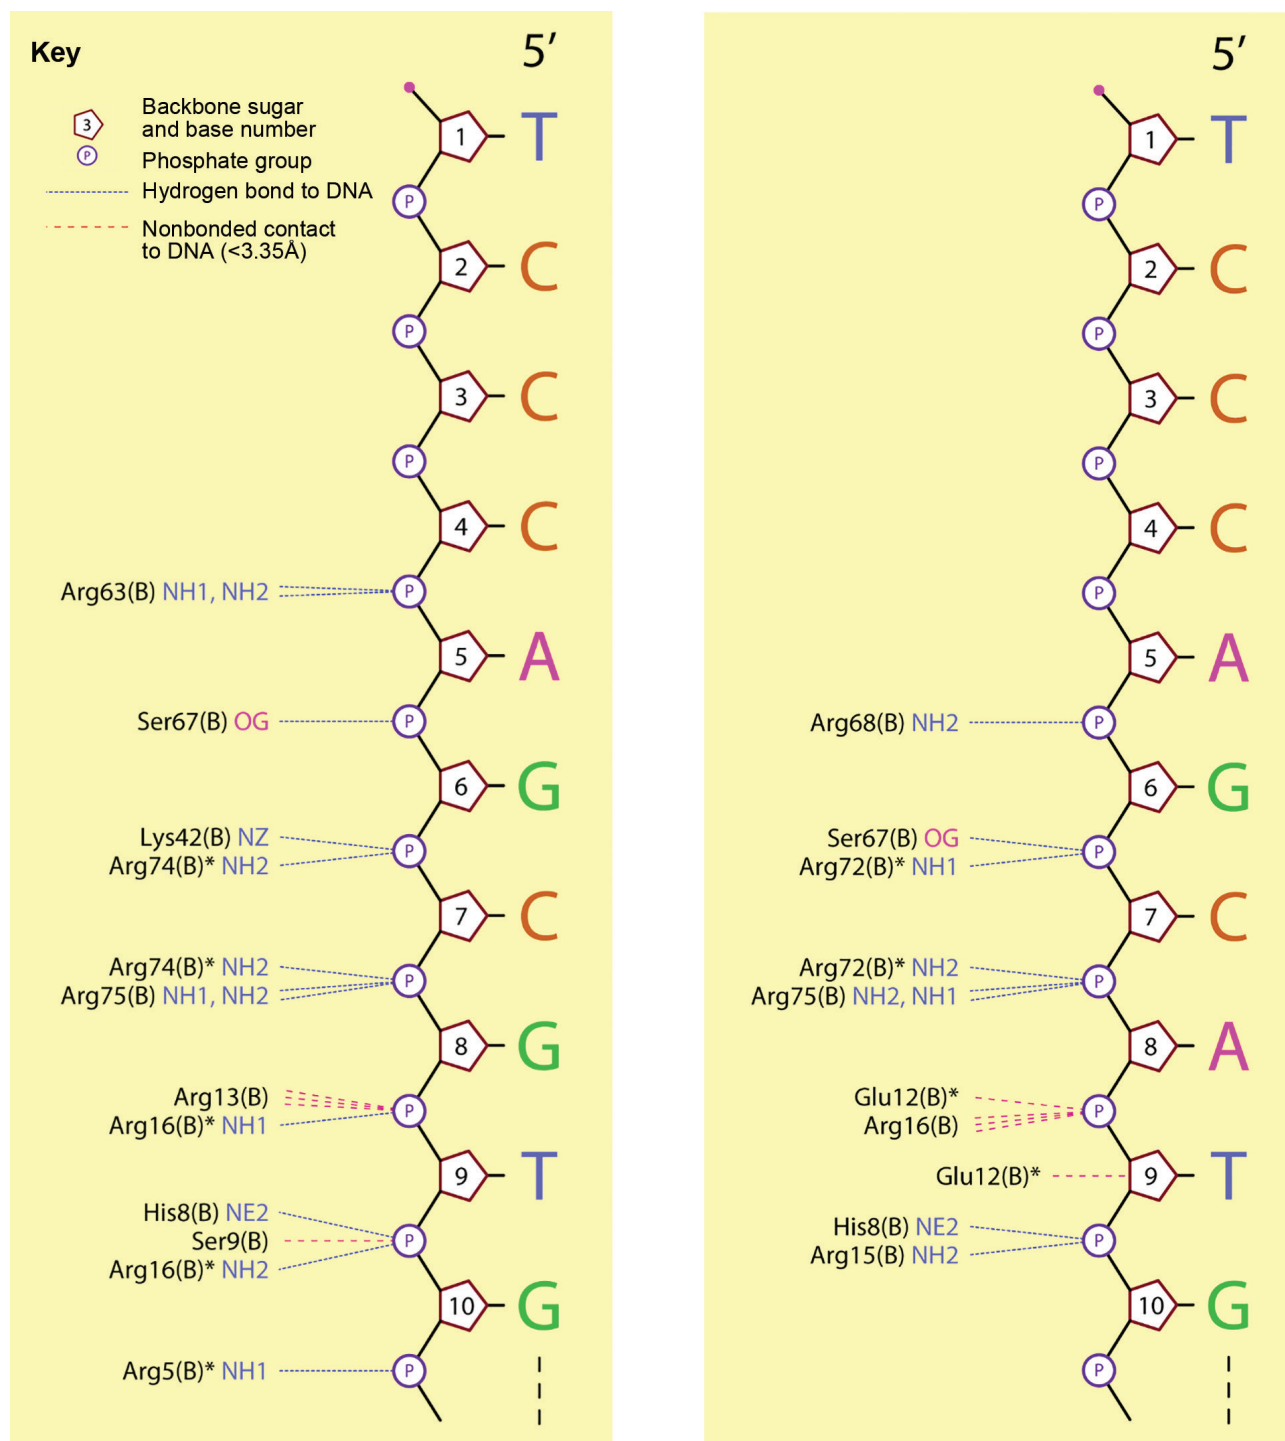 Key
3
Backbone sugar
and base number
P
Phosphate group
Hydrogen bond to DNA
Nonbonded contact
to DNA (<3.35Å)
5′
1 T
P
2 C
P
3 C
P
4 C
Arg63(B) NH1, NH2 P
5 A
Ser67(B) OG P
6 G
Lys42(B) NZ
P
Arg74(B)* NH2
7 C
Arg74(B)* NH2
P
Arg75(B) NH1, NH2
8 G
Arg13(B)
P
Arg16(B)* NH1
9 T
His8(B) NE2
Ser9(B) P
Arg16(B)* NH2
10 G
Arg5(B)* NH1 P
5′
1 T
P
2 C
P
3 C
P
4 C
P
5 A
Arg68(B) NH2 P
6 G
Ser67(B) OG
P
Arg72(B)* NH1
7 C
Arg72(B)* NH2
P
Arg75(B) NH2, NH1
8 A
Glu12(B)*
P
Arg16(B)
Glu12(B)* 9 T
His8(B) NE2
P
Arg15(B) NH2
10 G
P